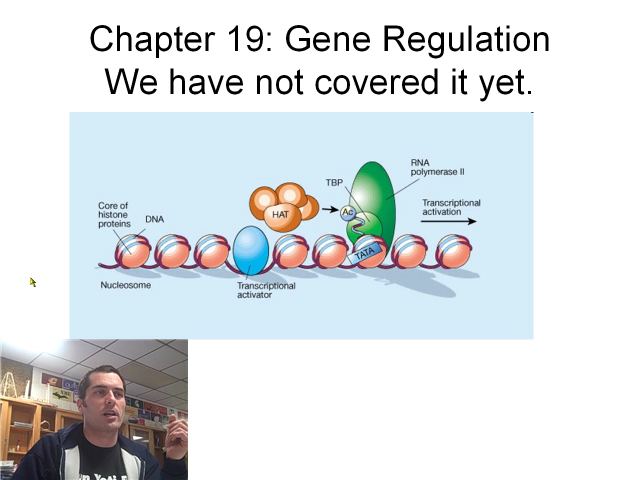 Chapter 19: Gene Regulation
We have not covered it yet.
RNA
polymerase II
TBP
Core of
histone
proteins
DNA
HAT
Ac
Transcriptional
activation
TATA
Nucleosome
Transcriptional
activator